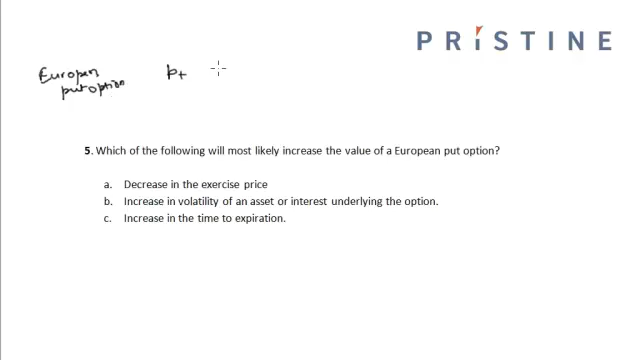 PRISTINE
Europen
put option
p+
5. Which of the following will most likely increase the value of a European put option?
a. Decrease in the exercise price
b. Increase in volatility of an asset or interest underlying the option.
c. Increase in the time to expiration.